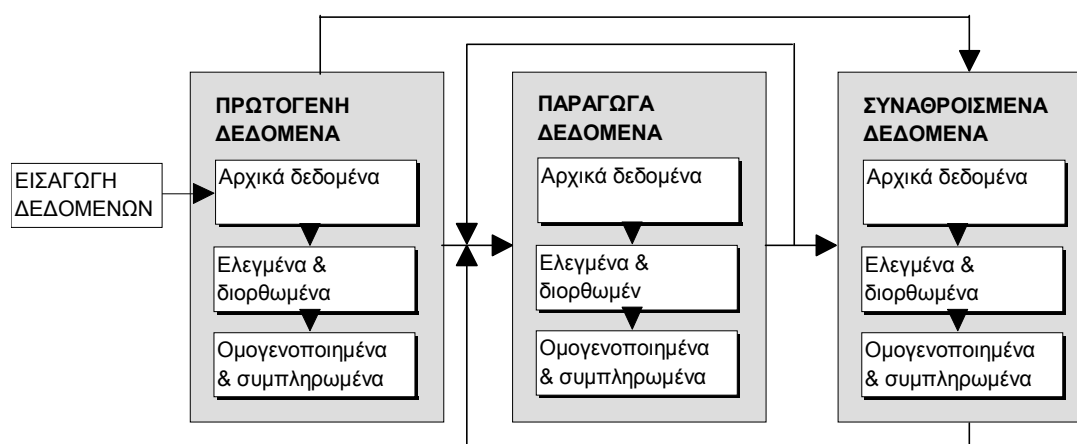 ΕΙΣΑΓΩΓΗ
ΔΕΔΟΜΕΝΩΝ
ΠΡΩΤΟΓΕΝΗ
ΔΕΔΟΜΕΝΑ
Αρχικά δεδομένα
Ελεγμένα &
διορθωμένα
Ομογενοποιημένα
& συμπληρωμένα
ΠΑΡΑΓΩΓΑ
ΔΕΔΟΜΕΝΑ
Αρχικά δεδομένα
Ελεγμένα &
διορθωμέν
Ομογενοποιημένα
& συμπληρωμένα
ΣΥΝΑΘΡΟΙΣΜΕΝΑ
ΔΕΔΟΜΕΝΑ
Αρχικά δεδομένα
Ελεγμένα &
διορθωμένα
Ομογενοποιημένα
& συμπληρωμένα